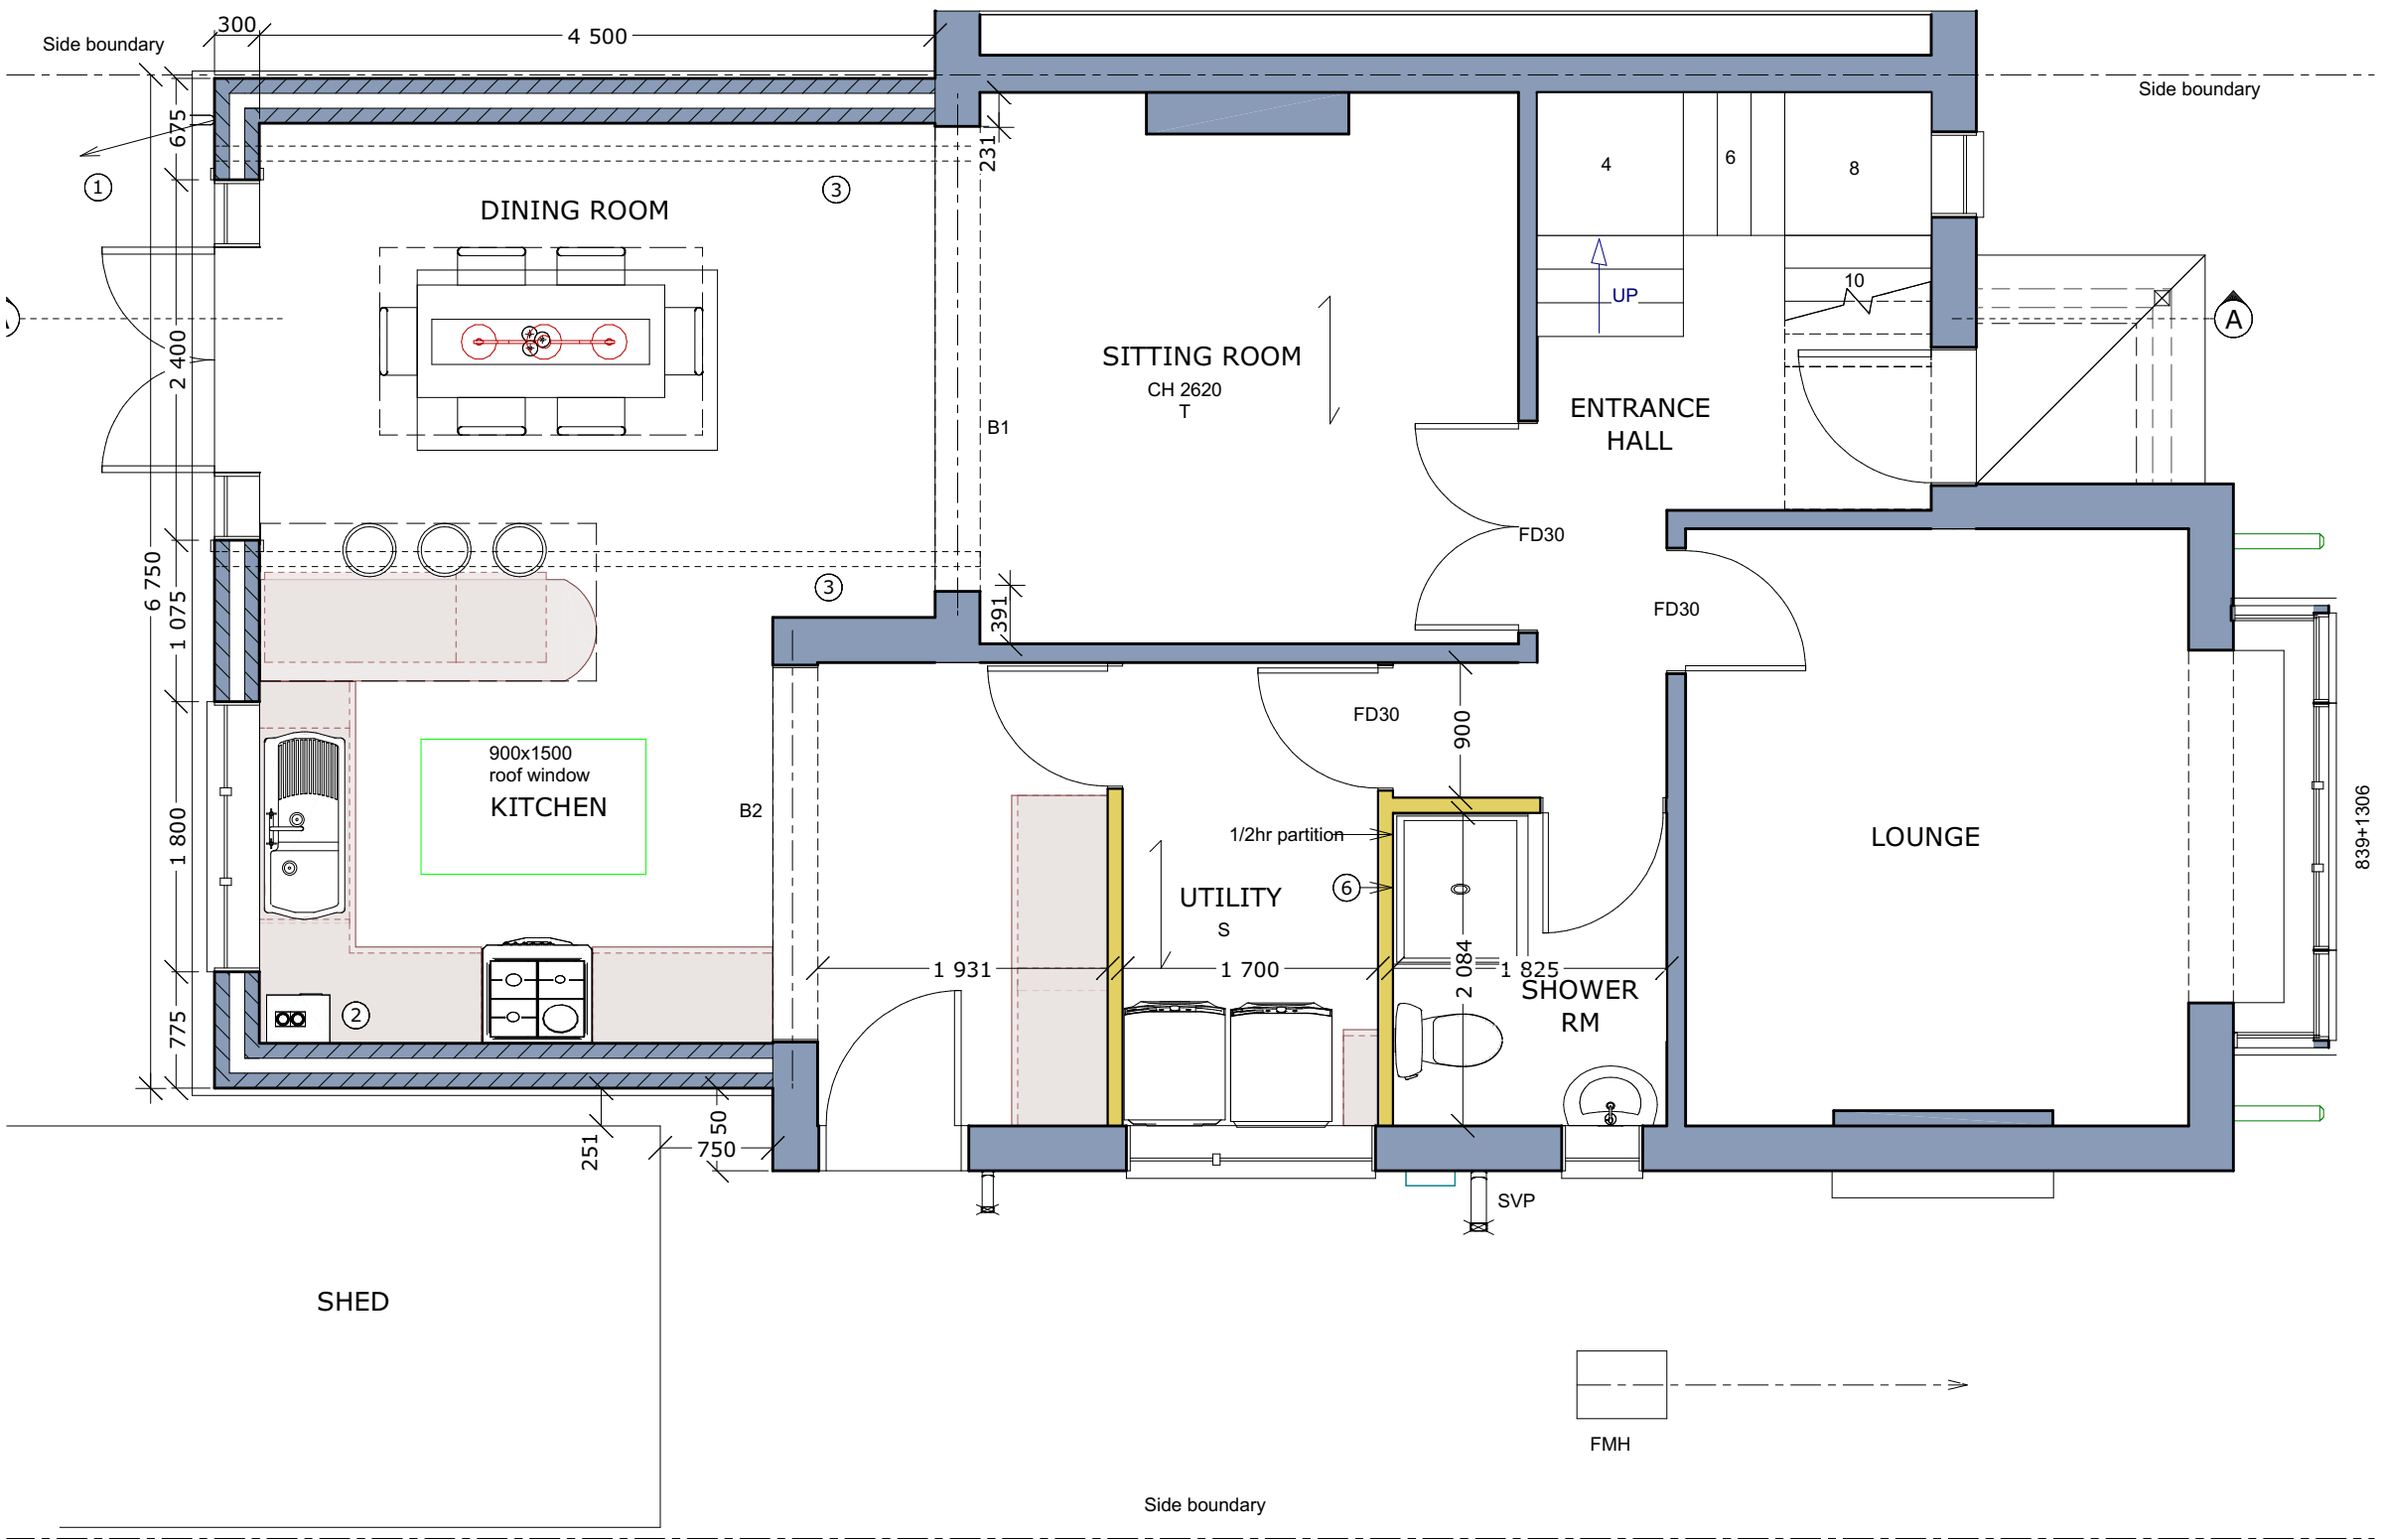 300
4 500
Side boundary
Side boundary
675
231
1
3
4
6
8
DINING ROOM
10
UP
A
2 400
SITTING ROOM
CH 2620
T
B1
ENTRANCE
HALL
FD30
6 750
1 075
3
391
FD30
FD30
900
900x1500
roof window
KITCHEN
B2
1 800
1/2hr partition
LOUNGE
839+1306
6
UTILITY
S
1 931
1 700
2 084
1 825
SHOWER
RM
2
775
251
750
SVP
SHED
FMH
Side boundary